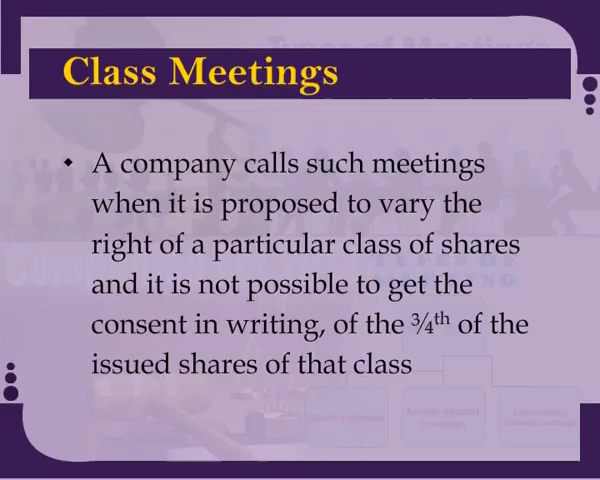 Class Meetings
A company calls such meetings
when it is proposed to vary the
right of a particular class of shares
and it is not possible to get the
consent in writing, of the ¾th of the
issued shares of that class